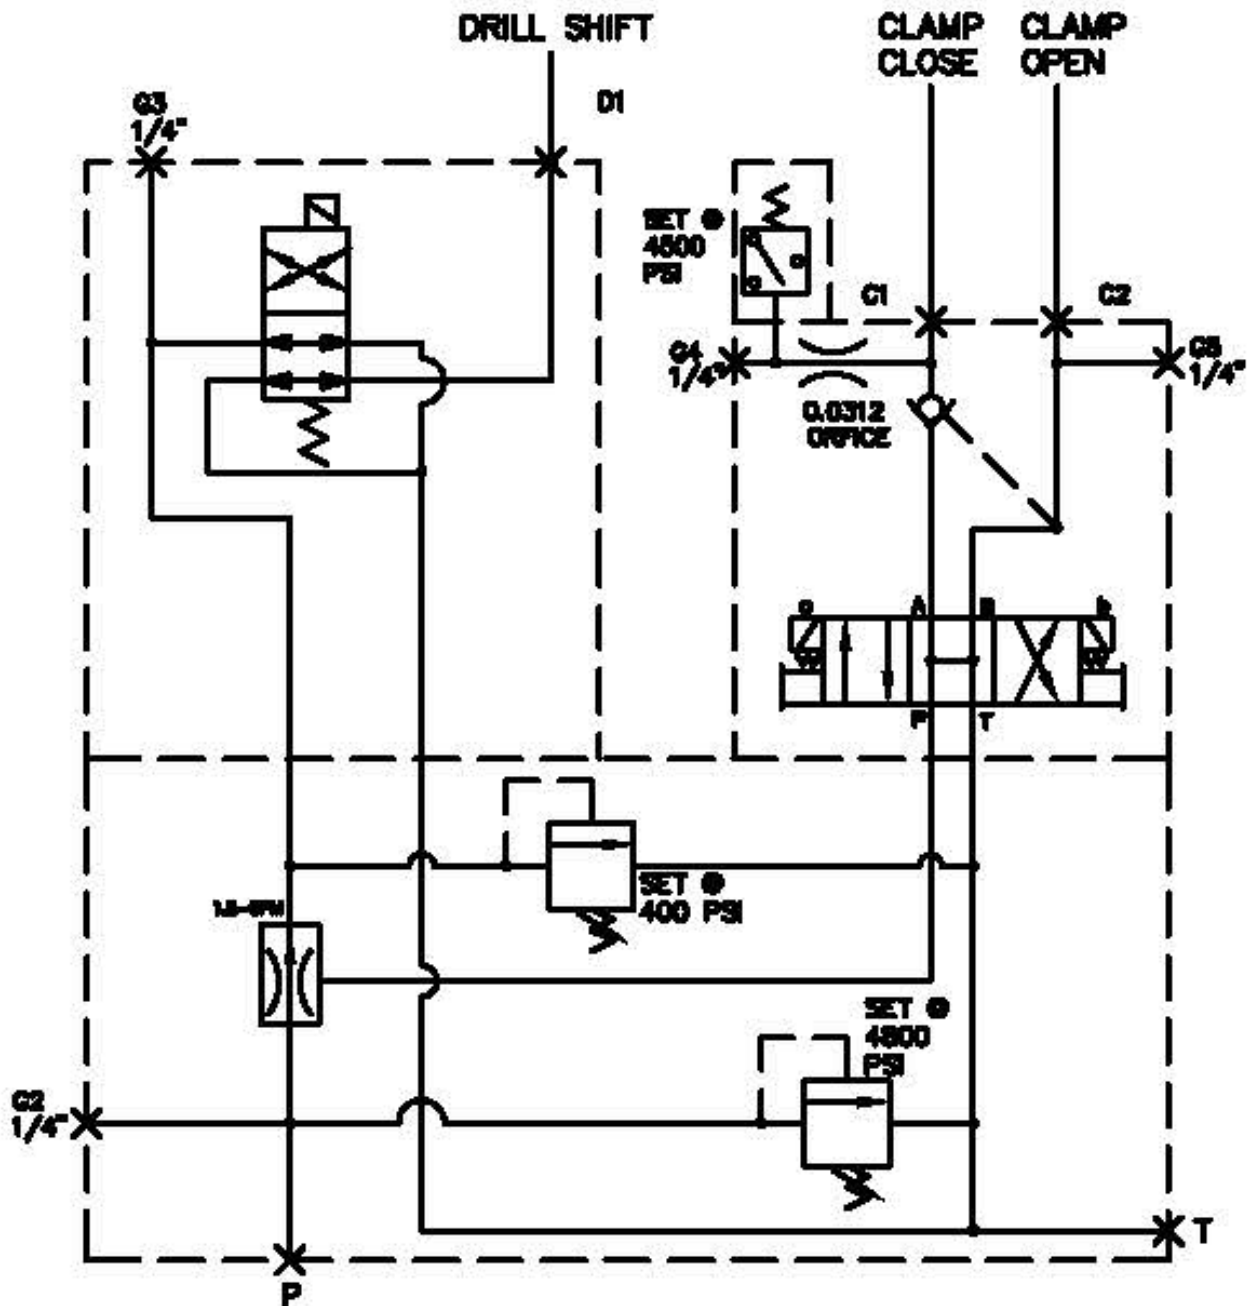 DRILL SHIFT
CLAMP
CLOSE
CLAMP
OPEN
G3
1/4"
D1
SET @
PSI
C1
C2
G4
1/4"
G5
1/4"
0.0312
ORIFICE
a
A
B
b
P
T
SET @
400 PSI
SET @
4800
PSI
G2
1/4"
T
P